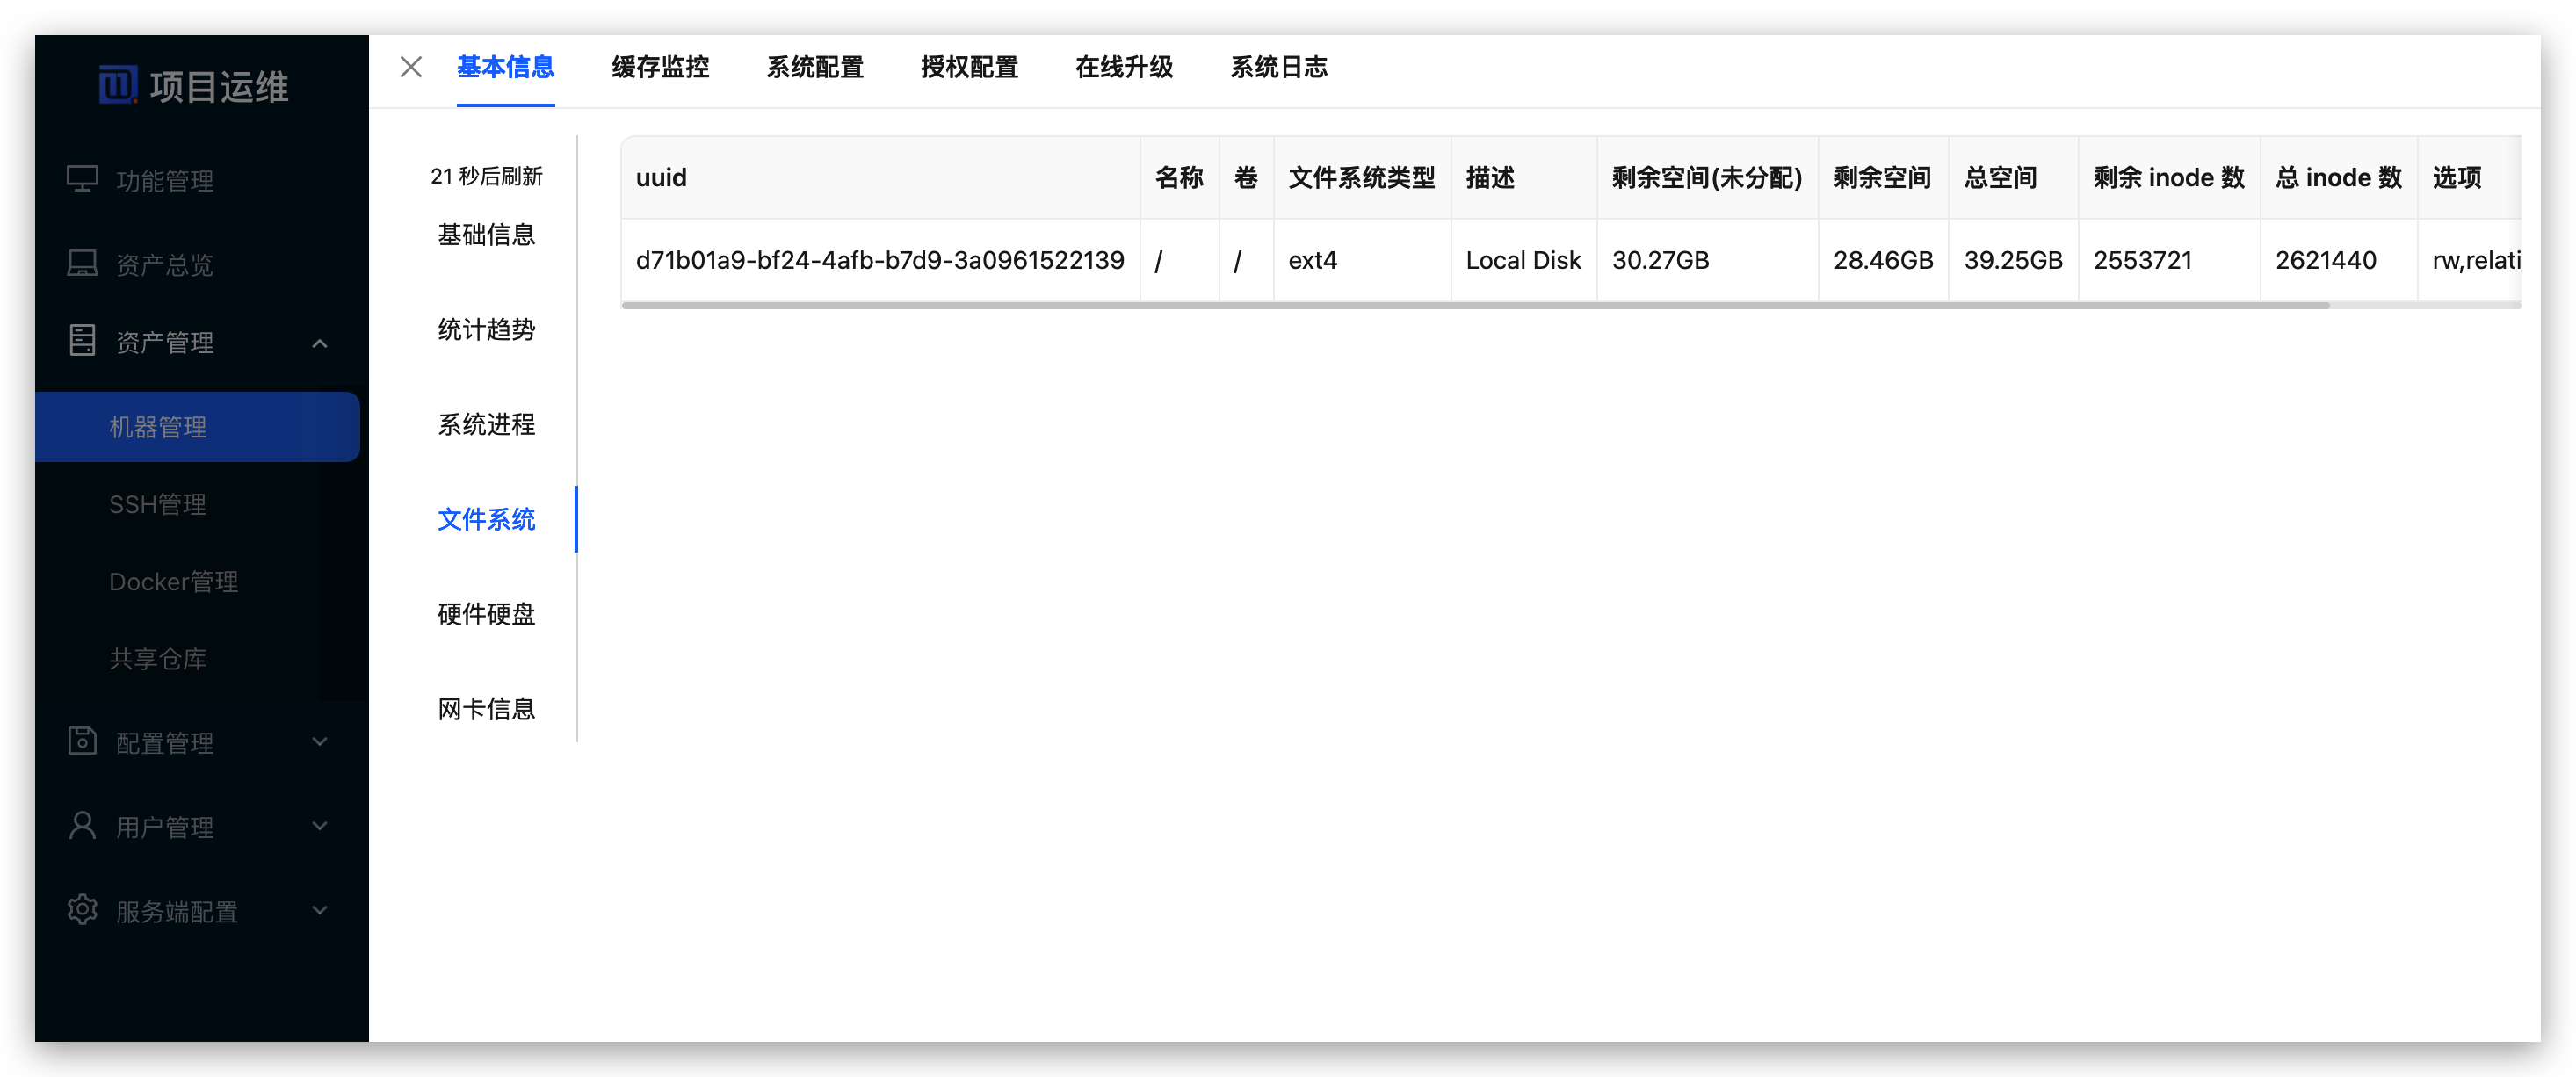 项目运维
功能管理
资产总览
资产管理
机器管理
SSH管理
Docker管理
共享仓库
配置管理
用户管理
服务端配置
基本信息 缓存监控 系统配置 授权配置 在线升级 系统日志
21 秒后刷新
基础信息
统计趋势
系统进程
文件系统
硬件硬盘
网卡信息
uuid 名称 卷 文件系统类型 描述 剩余空间(未分配) 剩余空间 总空间 剩余 inode 数 总 inode 数 选项
d71b01a9-bf24-4afb-b7d9-3a0961522139 / / ext4 Local Disk 30.27GB 28.46GB 39.25GB 2553721 2621440 rw,relati